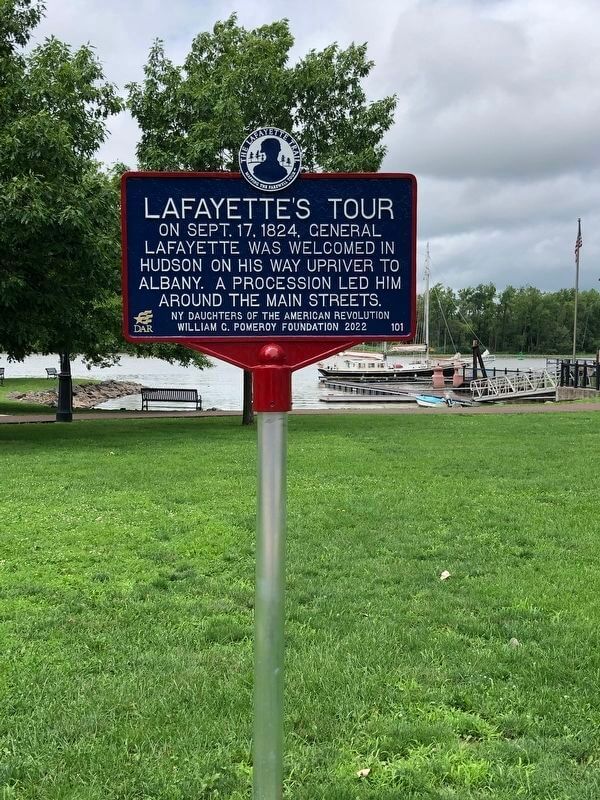 THE LAFAYETTE TRAIL
LAFAYETTE'S TOUR
ON SEPT. 17, 1824, GENERAL
LAFAYETTE WAS WELCOMED IN
HUDSON ON HIS WAY UPRIVER TO
ALBANY. A PROCESSION LED HIM
AROUND THE MAIN STREETS.
NY DAUGHTERS OF THE AMERICAN REVOLUTION
WILLIAM G. POMEROY FOUNDATION 2022 101
DAR